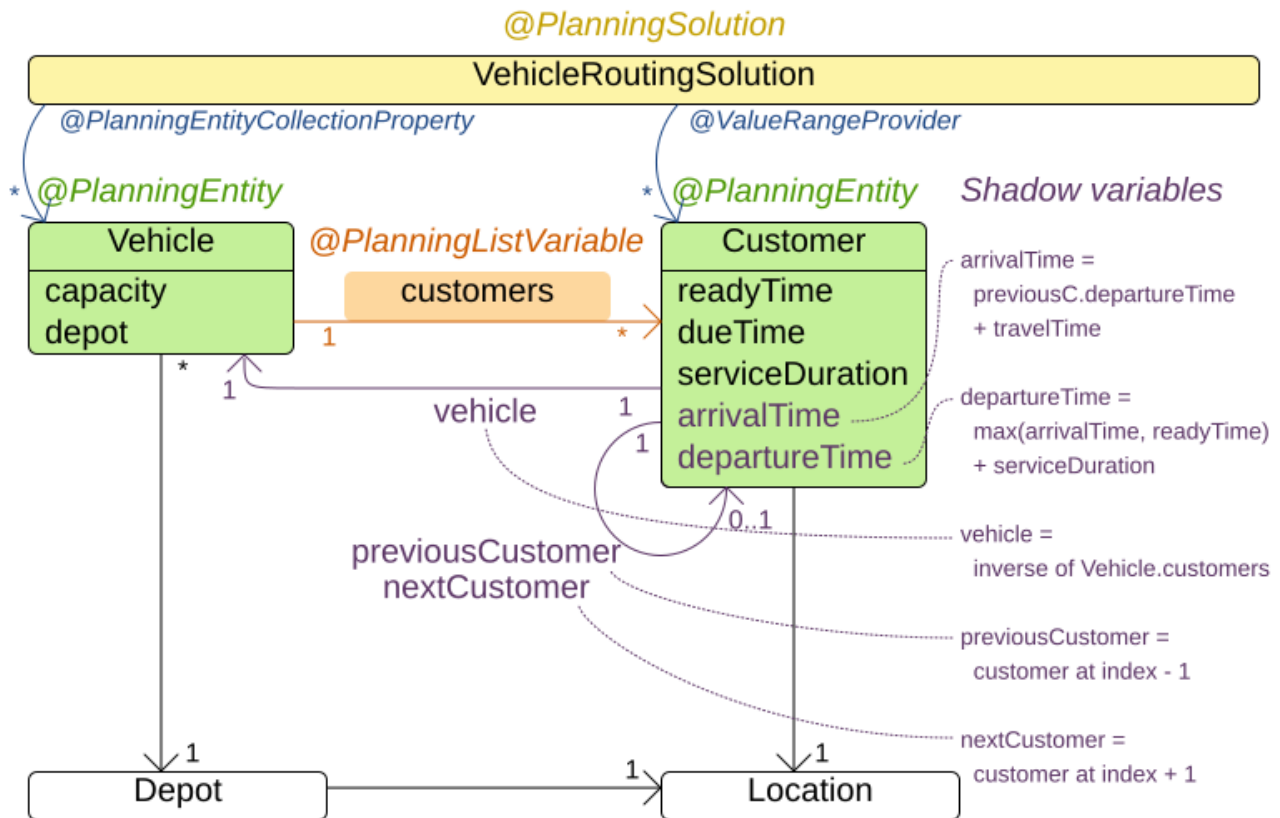 @PlanningSolution
VehicleRoutingSolution
@PlanningEntityCollectionProperty
@ValueRangeProvider
* @PlanningEntity
* @PlanningEntity
Shadow variables
Vehicle
@PlanningListVariable
Customer
capacity
customers
readyTime
arrivalTime =
previousC.departureTime
+ travelTime
depot
1
*
dueTime
*
serviceDuration
1
vehicle
1
arrivalTime
departureTime =
max(arrivalTime, readyTime)
+ serviceDuration
1
departureTime
0..1
vehicle =
inverse of Vehicle.customers
previousCustomer
nextCustomer
previousCustomer =
customer at index - 1
nextCustomer =
customer at index + 1
1
1
1
Depot
Location